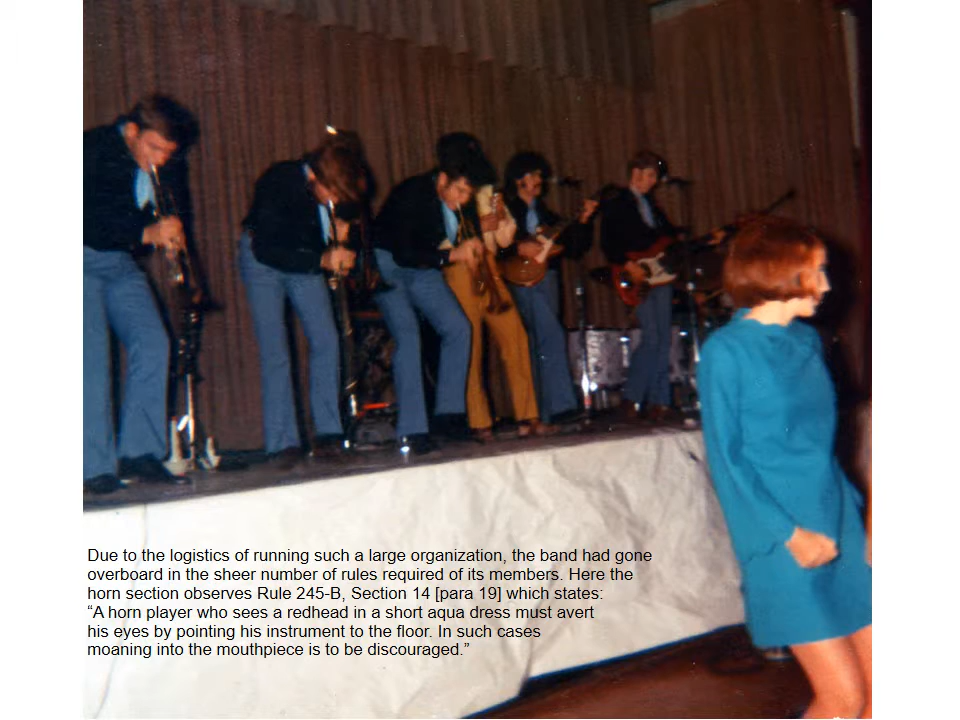 Due to the logistics of running such a large organization, the band had gone
overboard in the sheer number of rules required of its members. Here the
horn section observes Rule 245-B, Section 14 [para 19] which states:
“A horn player who sees a redhead in a short aqua dress must avert
his eyes by pointing his instrument to the floor. In such cases
moaning into the mouthpiece is to be discouraged.”